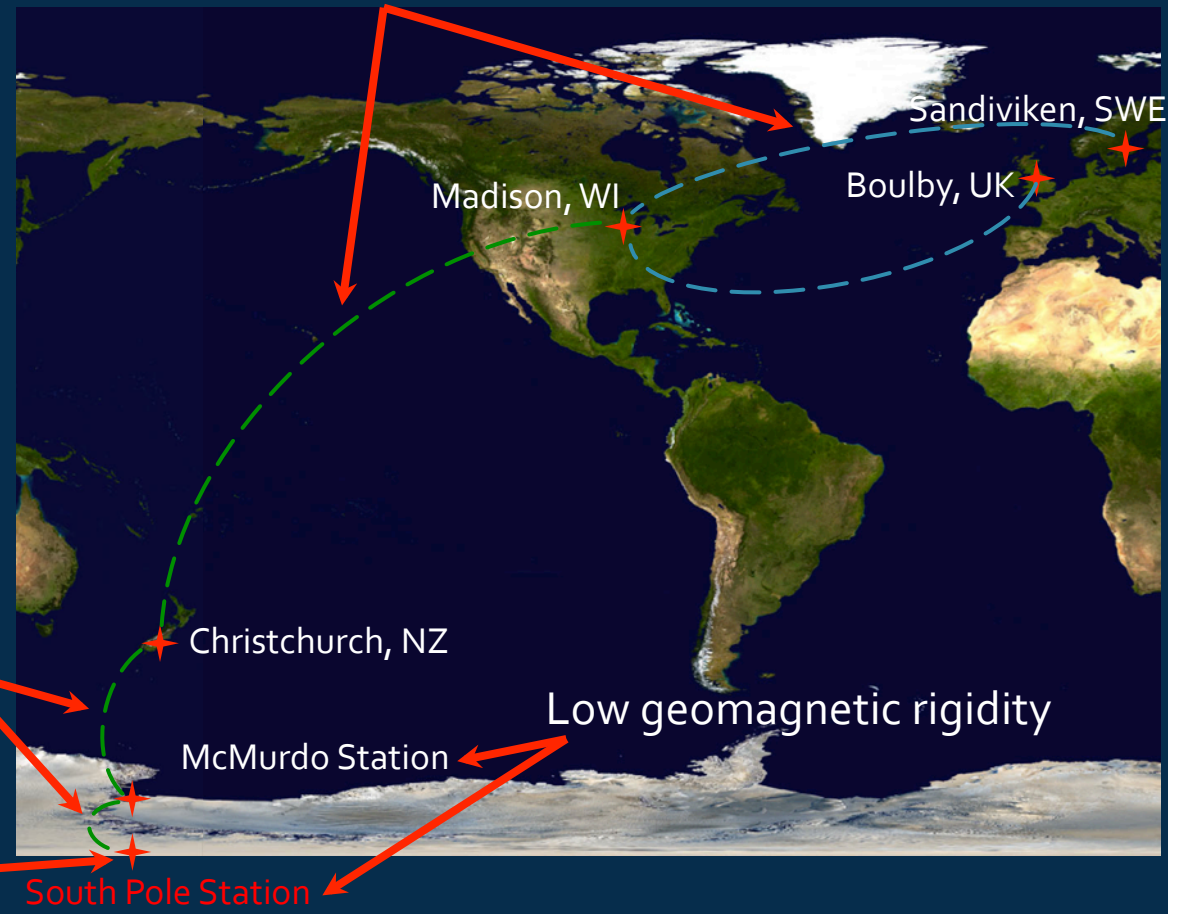 Sandiviken, SWE
Madison, WI
Boulby, UK
Christchurch, NZ
Low geomagnetic rigidity
McMurdo Station
South Pole Station